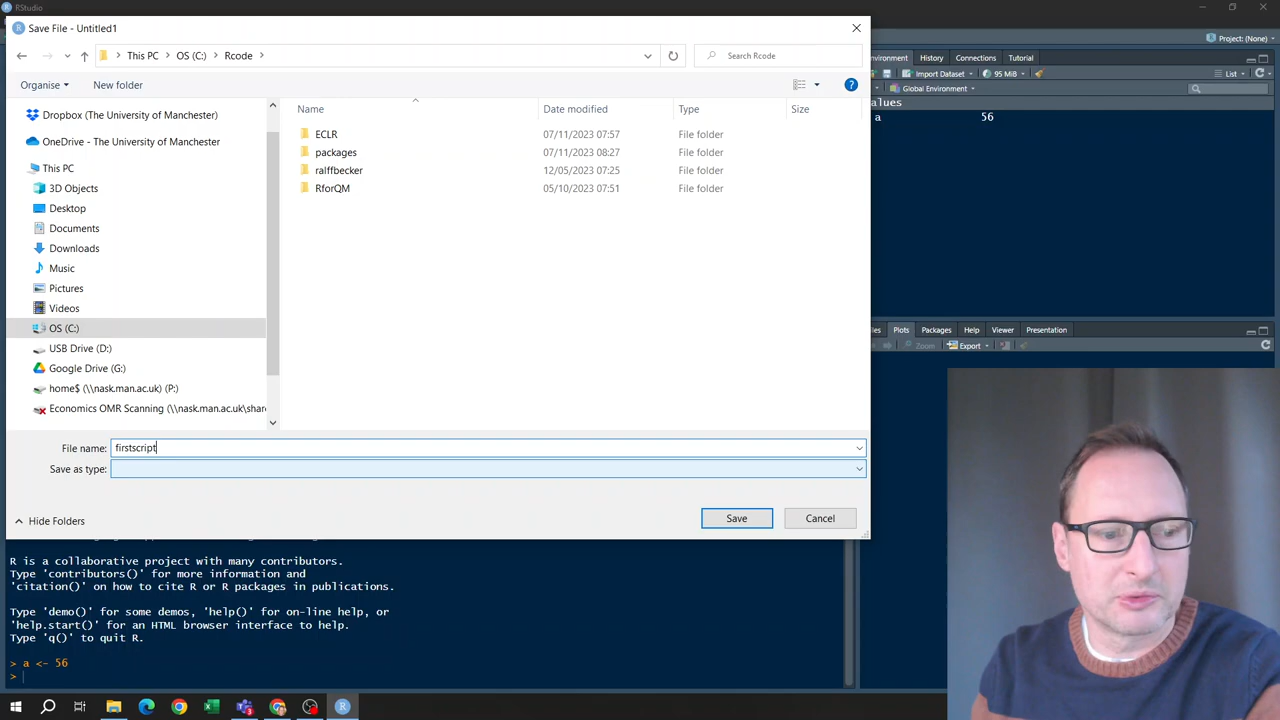 RStudio
Save File - Untitled1
This PC
OS (C:)
Rcode
Search Rcode
Project: (None)
Organise
New folder
Environment History Connections Tutorial
Import Dataset
95 MiB
List
Global Environment
Values
a 56
Name Date modified Type Size
ECLR 07/11/2023 07:57 File folder
packages 07/11/2023 08:27 File folder
ralffbecker 12/05/2023 07:25 File folder
RforQM 05/10/2023 07:51 File folder
Dropbox (The University of Manchester)
OneDrive - The University of Manchester
This PC
3D Objects
Desktop
Documents
Downloads
Music
Pictures
Videos
OS (C:)
USB Drive (D:)
Google Drive (G:)
home$ (\\nask.man.ac.uk) (P:)
Economics OMR Scanning (\\nask.man.ac.uk\share
Files Plots Packages Help Viewer Presentation
Zoom
Export
File name: firstscript
Save as type:
Hide Folders
Save
Cancel
R is a collaborative project with many contributors.
Type 'contributors()' for more information and
'citation()' on how to cite R or R packages in publications.
Type 'demo()' for some demos, 'help()' for on-line help, or
'help.start()' for an HTML browser interface to help.
Type 'q()' to quit R.
> a <- 56
>